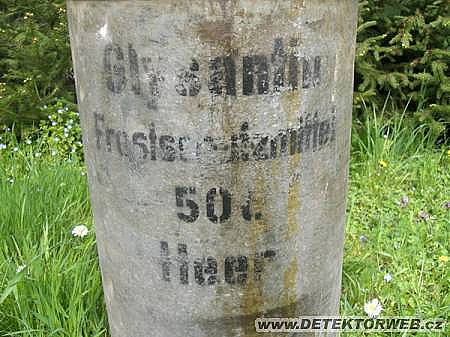 Glysantin
Frostschutzmittel
50 l
Heer
WWW.DETEKTORWEB.cz